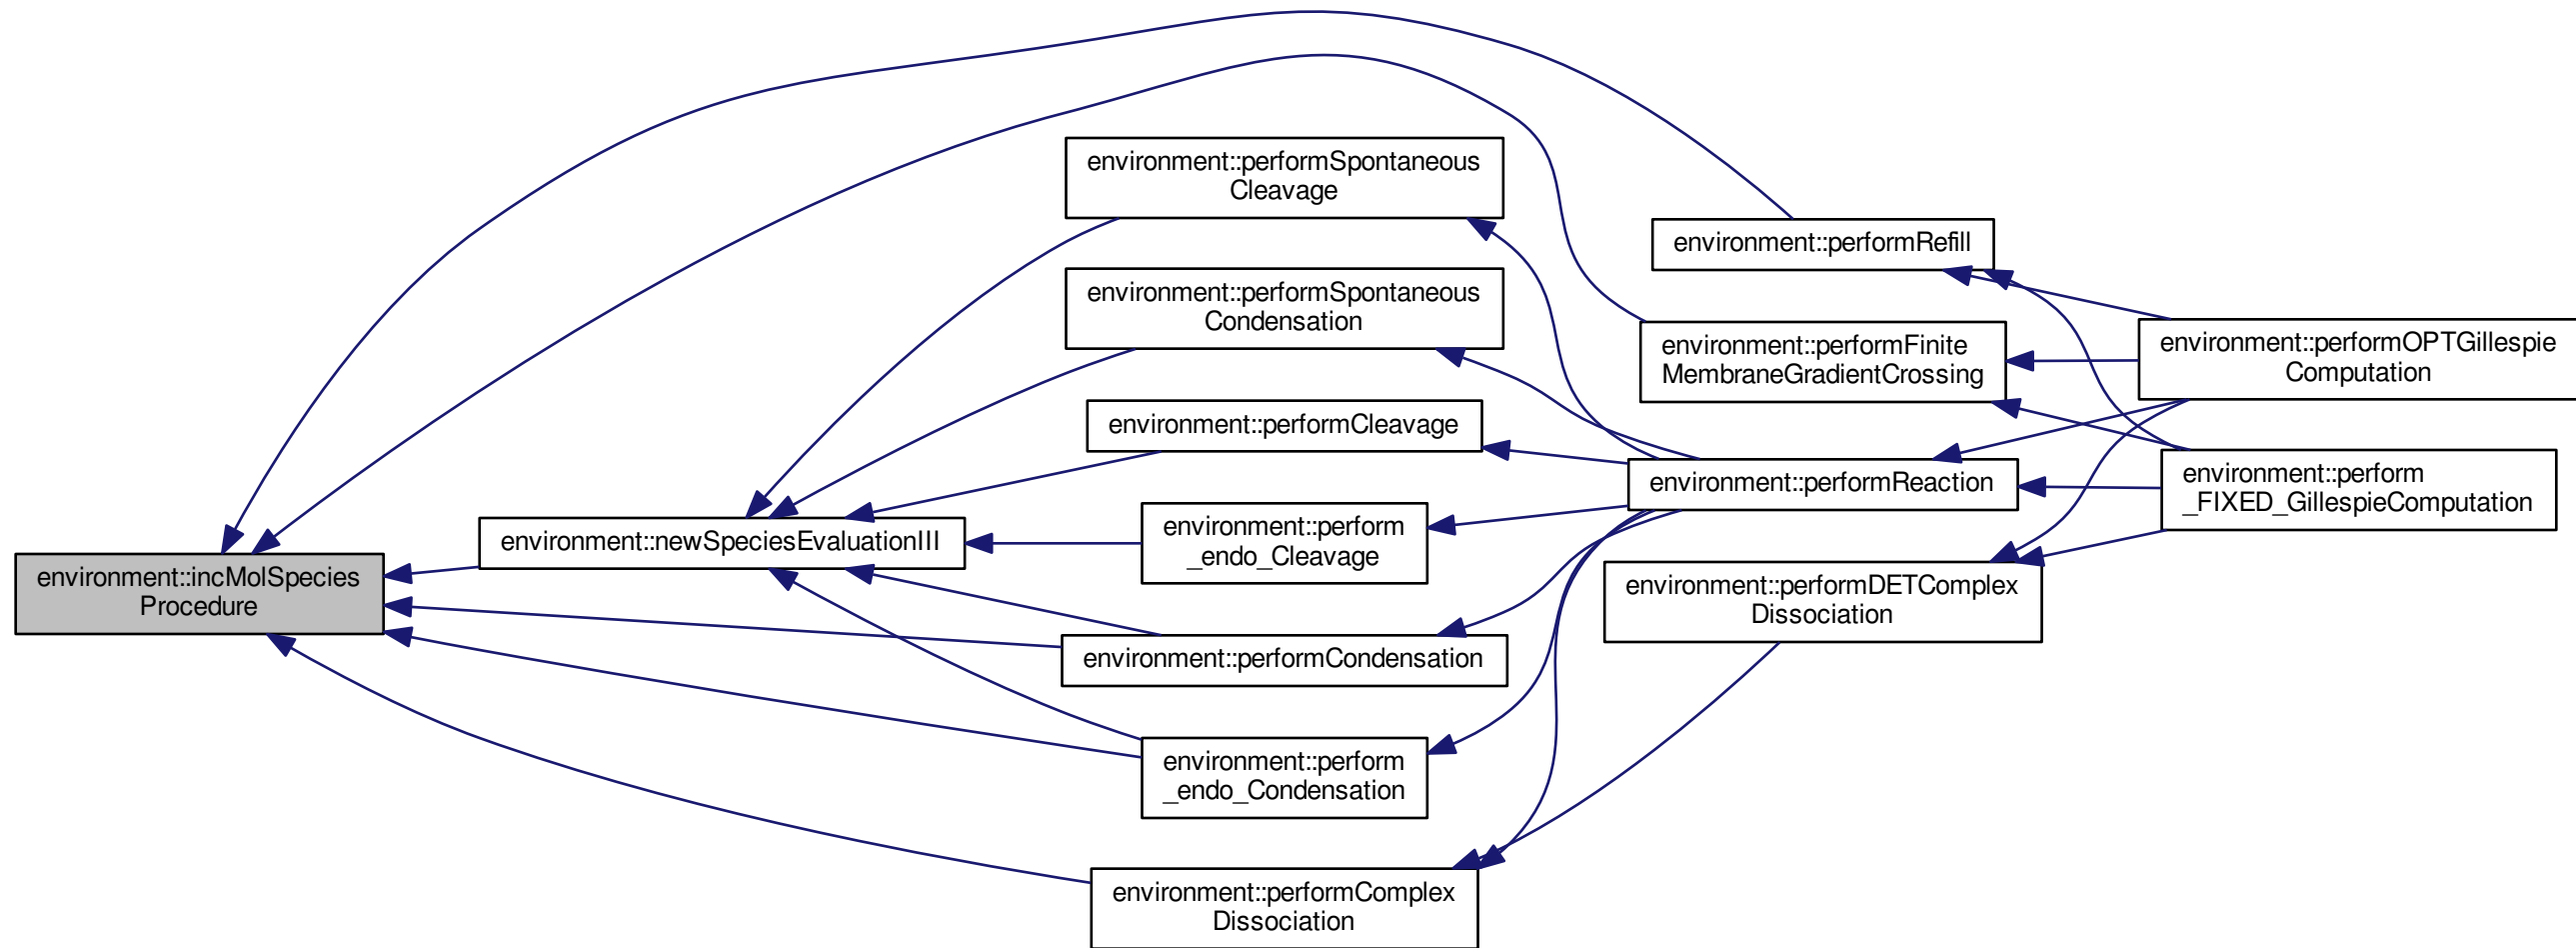 environment::performSpontaneous
Cleavage
environment::performRefill
environment::performSpontaneous
Condensation
environment::performFinite
MembraneGradientCrossing
environment::performOPTGillespie
Computation
environment::performCleavage
environment::performReaction
environment::perform
_FIXED_GillespieComputation
environment::newSpeciesEvaluationIII
environment::perform
_endo_Cleavage
environment::incMolSpecies
Procedure
environment::performDETComplex
Dissociation
environment::performCondensation
environment::perform
_endo_Condensation
environment::performComplex
Dissociation